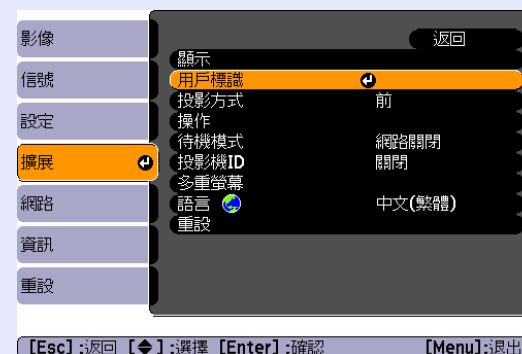 影像
信號
設定
擴展
網路
資訊
重設
返回
顯示
用戶標識
投影方式 前
操作
待機模式 網路關閉
投影機ID 關閉
多重螢幕
語言 中文(繁體)
重設
[Esc] :返回 [◆] :選擇 [Enter] :確認 [Menu]:退出